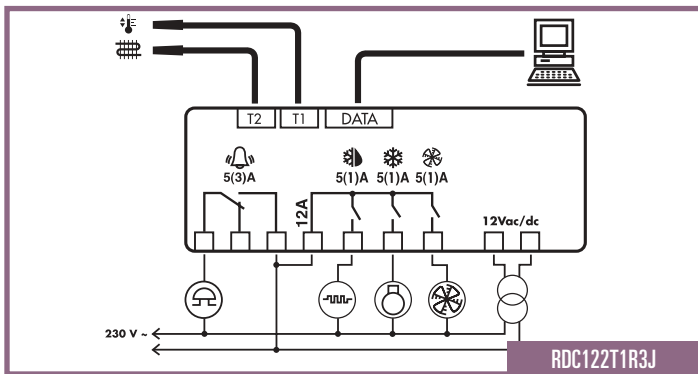 T2 T1 DATA
5(3)A 5(1)A 5(1)A 5(1)A
12A
12Vac/dc
230 V ~
RDC122T1R3J